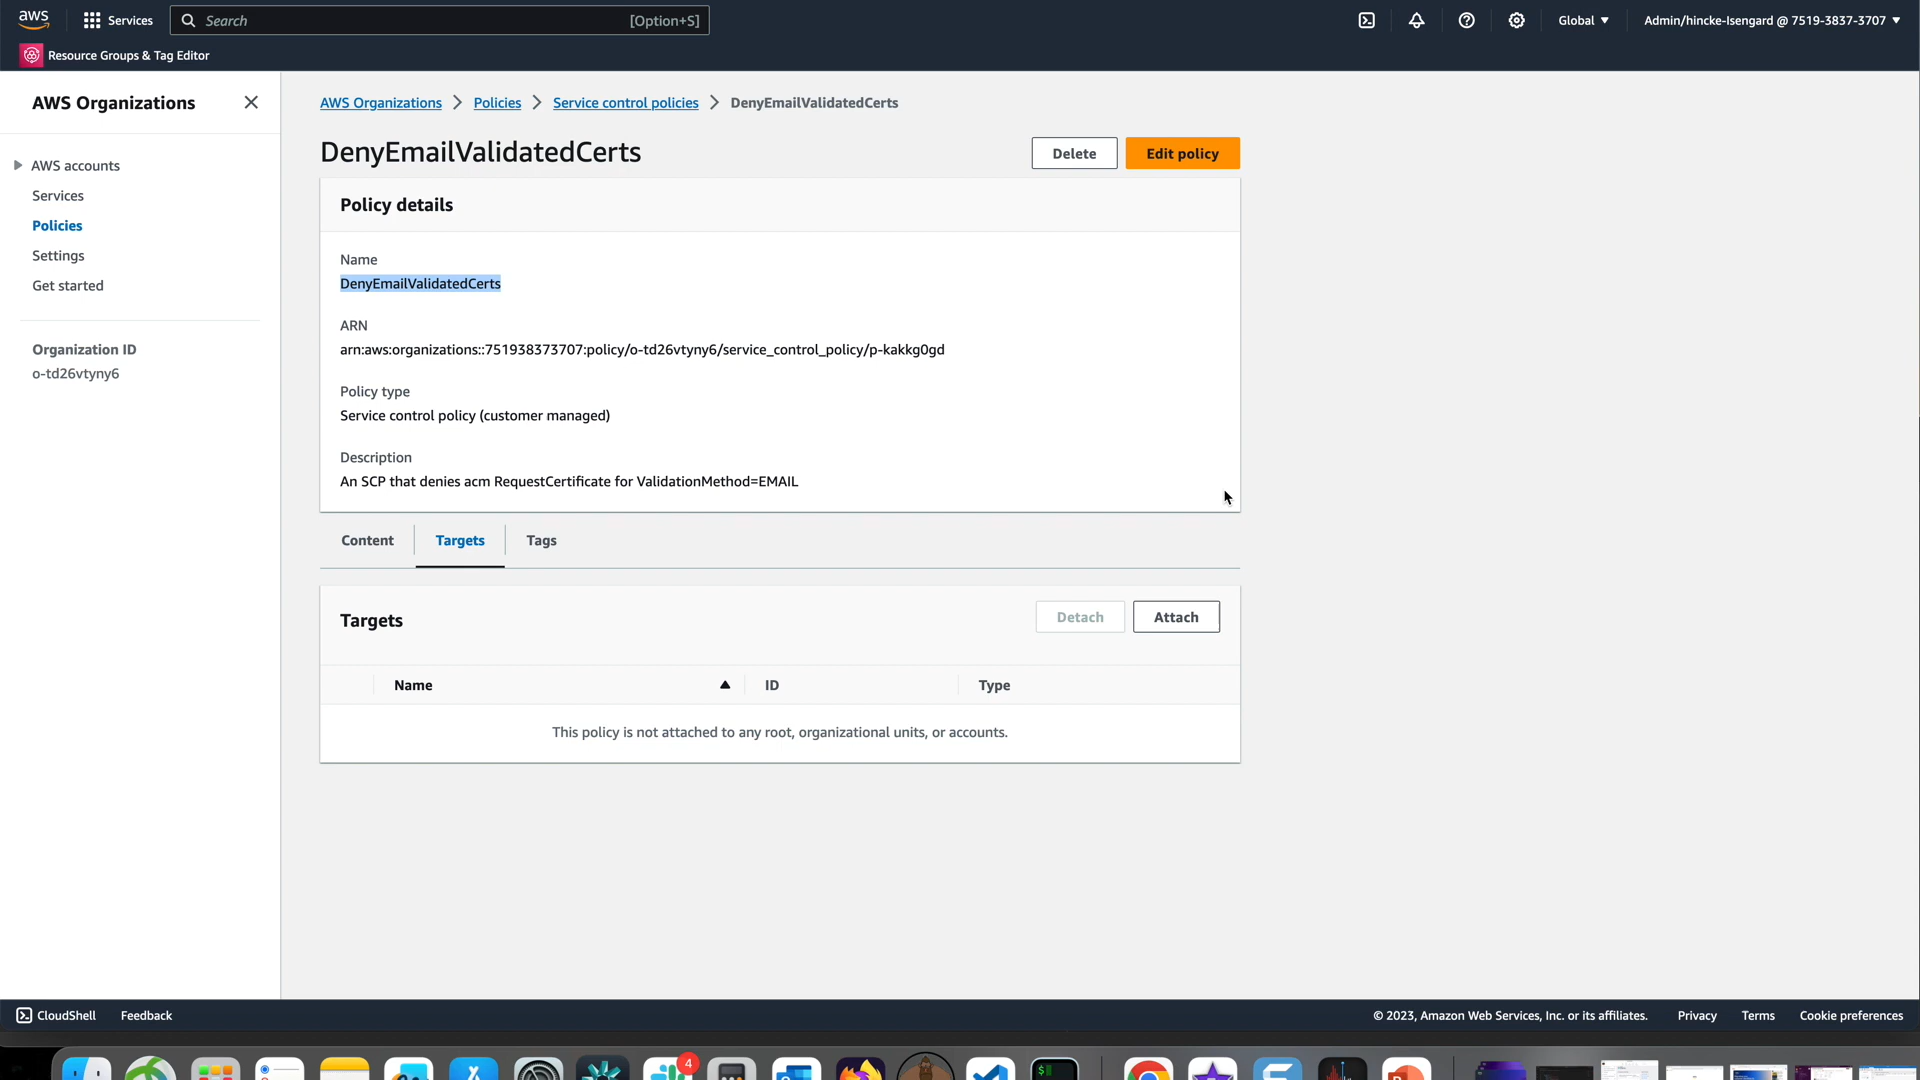 aws
Services
Search
[Option+S]
Global
Admin/hincke-Isengard @ 7519-3837-3707
Resource Groups & Tag Editor
AWS Organizations
AWS accounts
Services
Policies
Settings
Get started
Organization ID
o-td26vtyny6
AWS Organizations
Policies
Service control policies
DenyEmailValidatedCerts
DenyEmailValidatedCerts
Delete
Edit policy
Policy details
Name
DenyEmailValidatedCerts
ARN
arn:aws:organizations::751938373707:policy/o-td26vtyny6/service_control_policy/p-kakkg0gd
Policy type
Service control policy (customer managed)
Description
An SCP that denies acm RequestCertificate for ValidationMethod=EMAIL
Content
Targets
Tags
Targets
Detach
Attach
Name
ID
Type
This policy is not attached to any root, organizational units, or accounts.
CloudShell
Feedback
© 2023, Amazon Web Services, Inc. or its affiliates.
Privacy
Terms
Cookie preferences
4
$